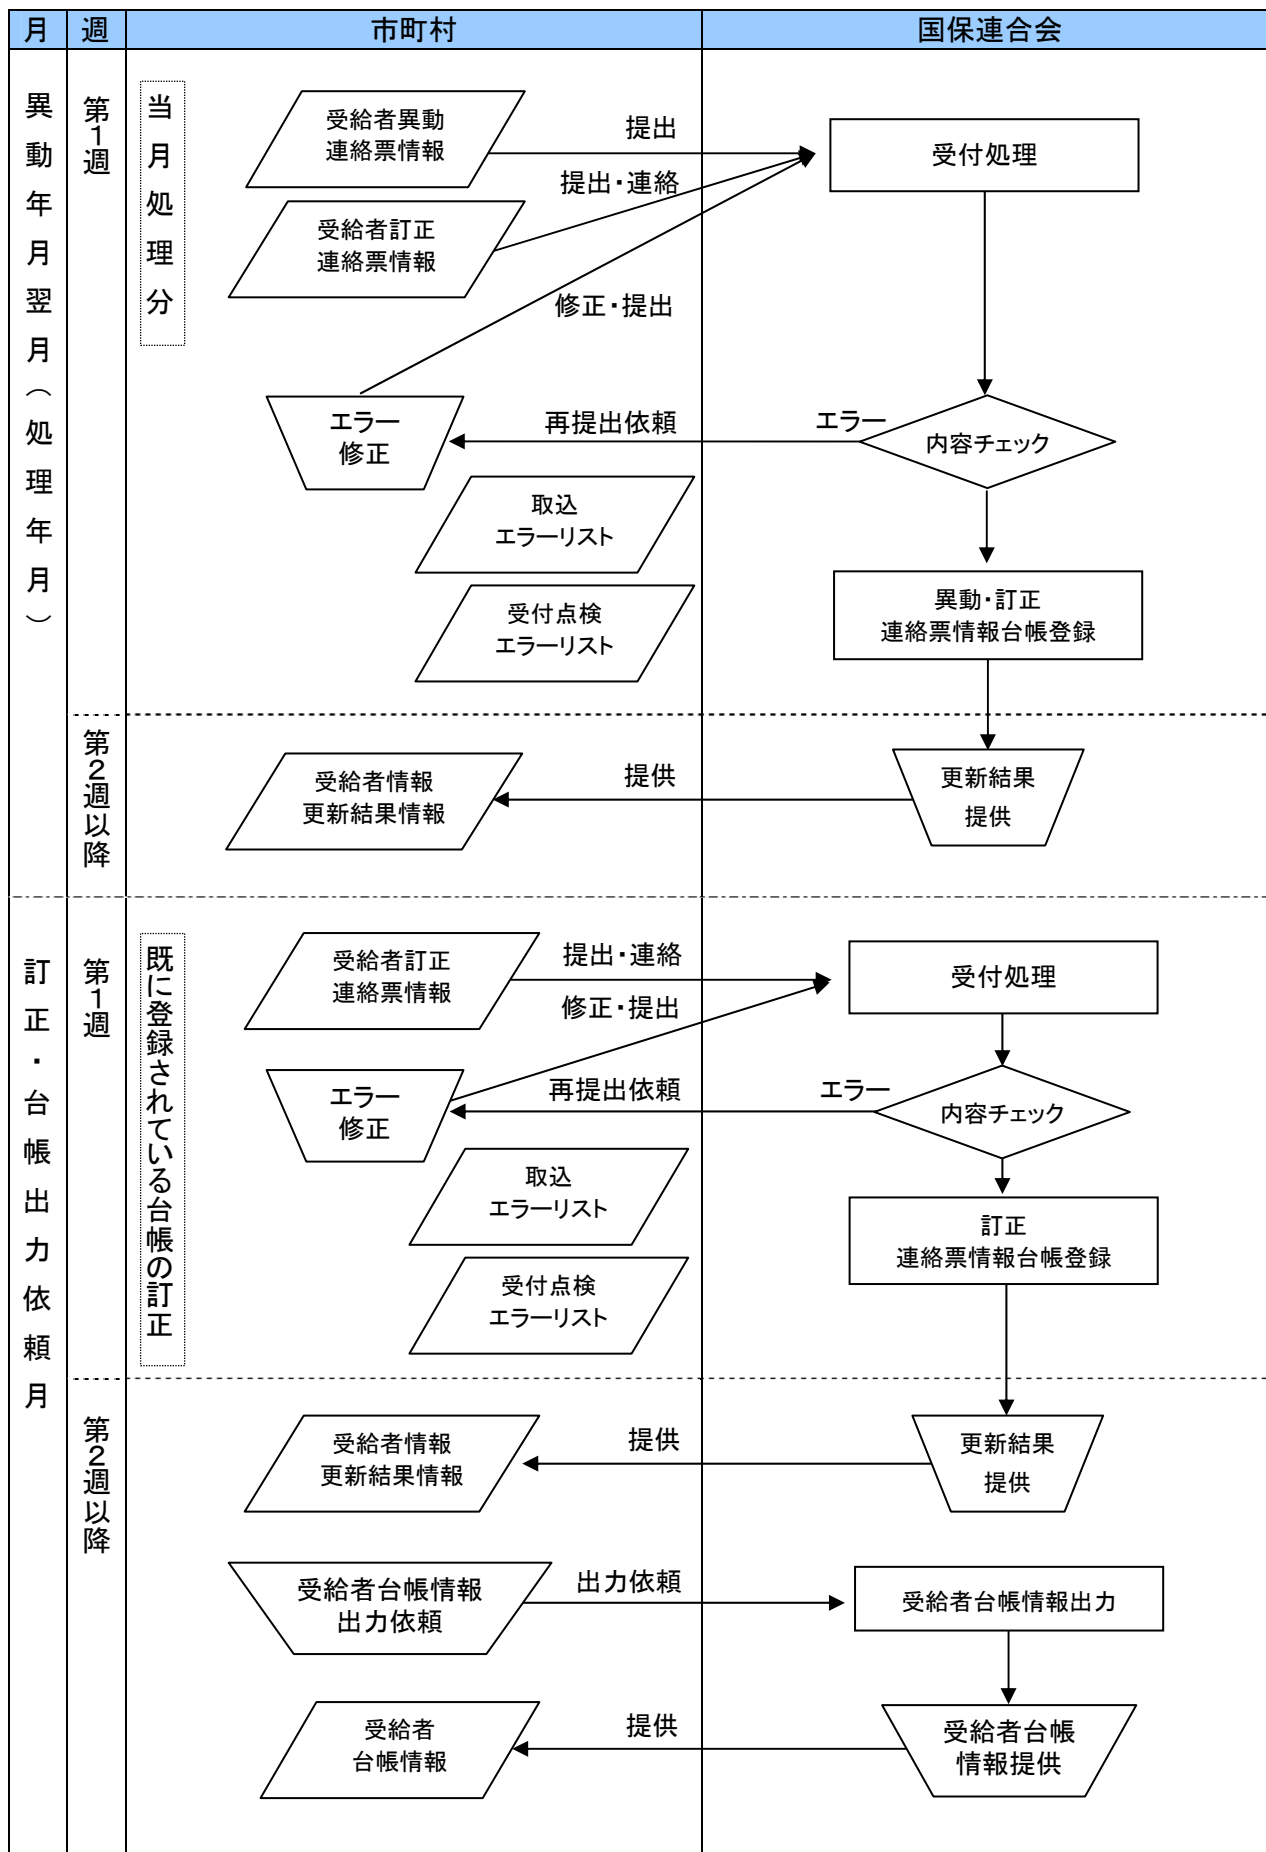 月
週
市町村
国保連合会
異動年月翌月（処理年月）
第1週
当月処理分
受給者異動
連絡票情報
提出
受付処理
提出・連絡
受給者訂正
連絡票情報
修正・提出
エラー
修正
再提出依頼
エラー
内容チェック
取込
エラーリスト
受付点検
エラーリスト
異動・訂正
連絡票情報台帳登録
第2週以降
受給者情報
更新結果情報
提供
更新結果
提供
訂正・台帳出力依頼月
第1週
既に登録されている台帳の訂正
受給者訂正
連絡票情報
提出・連絡
受付処理
修正・提出
エラー
修正
再提出依頼
エラー
内容チェック
取込
エラーリスト
訂正
連絡票情報台帳登録
受付点検
エラーリスト
第2週以降
受給者情報
更新結果情報
提供
更新結果
提供
受給者台帳情報
出力依頼
出力依頼
受給者台帳情報出力
受給者
台帳情報
提供
受給者台帳
情報提供